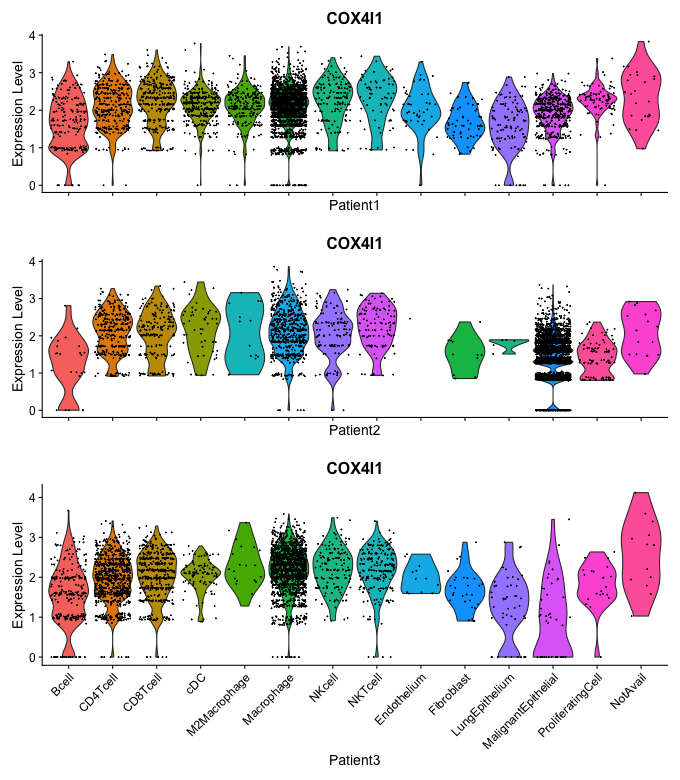 COX4I1
Expression Level
4
3
2
1
0
Patient1
COX4I1
Expression Level
4
3
2
1
0
Patient2
COX4I1
Expression Level
4
3
2
1
0
Bcell
CD4Tcell
CD8Tcell
cDC
M2Macrophage
Macrophage
NKcell
NKTcell
Endothelium
Fibroblast
LungEpithelium
MalignantEpithelial
ProliferatingCell
NotAvail
Patient3